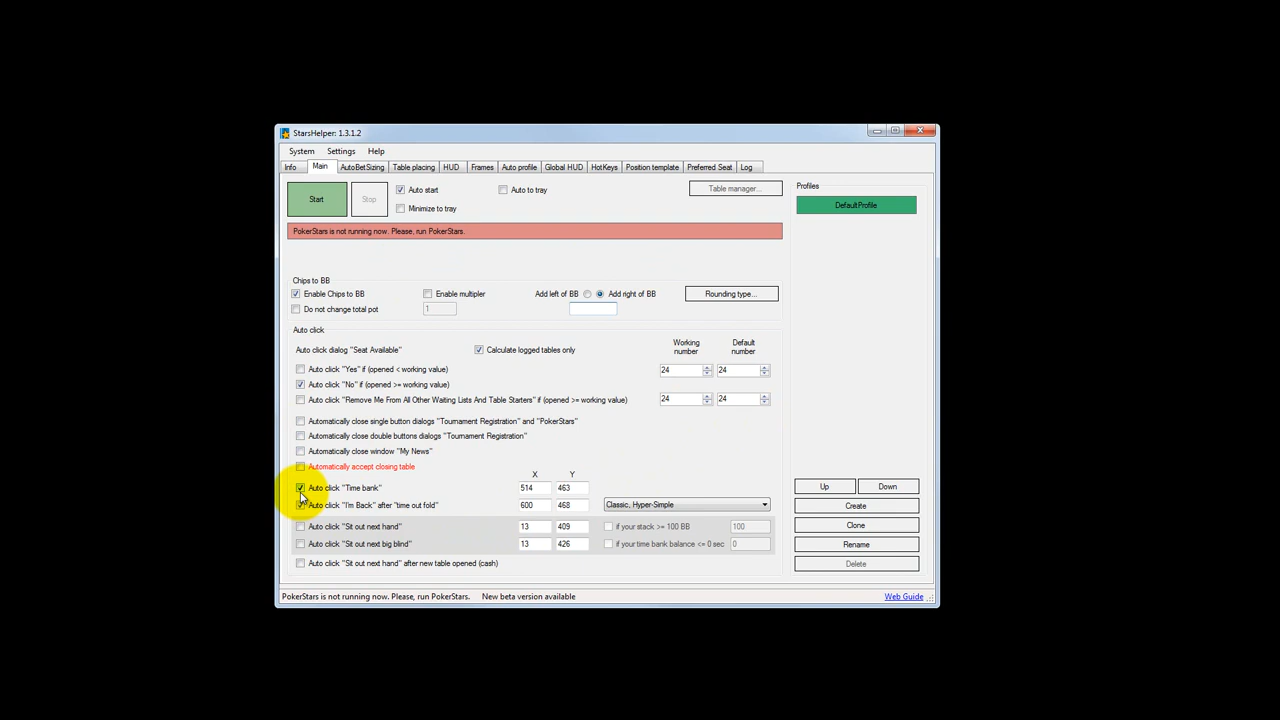 StarsHelper: 1.3.1.2
System Settings Help
Info Main AutoBetSizing Table placing HUD Frames Auto profile Global HUD HotKeys Position template Preferred Seat Log
Start Stop Auto start Auto to tray Table manager... Profiles
Minimize to tray DefaultProfile
PokerStars is not running now. Please, run PokerStars.
Chips to BB
Enable Chips to BB Enable multiplier Add left of BB Add right of BB Rounding type...
Do not change total pot 1
Auto click
Auto click dialog "Seat Available" Calculate logged tables only Working number Default number
Auto click "Yes" if (opened < working value) 24 24
Auto click "No" if (opened >= working value)
Auto click "Remove Me From All Other Waiting Lists And Table Starters" if (opened >= working value) 24 24
Automatically close single button dialogs "Tournament Registration" and "PokerStars"
Automatically close double buttons dialogs "Tournament Registration"
Automatically close window "My News"
Automatically accept closing table
X Y
Auto click "Time bank" 514 463 Up Down
Auto click "I'm Back" after "time out fold" 600 468 Classic, Hyper-Simple Create
Auto click "Sit out next hand" 13 409 if your stack >= 100 BB 100 Clone
Auto click "Sit out next big blind" 13 426 if your time bank balance <= 0 sec 0 Rename
Auto click "Sit out next hand" after new table opened (cash) Delete
PokerStars is not running now. Please, run PokerStars. New beta version available Web Guide